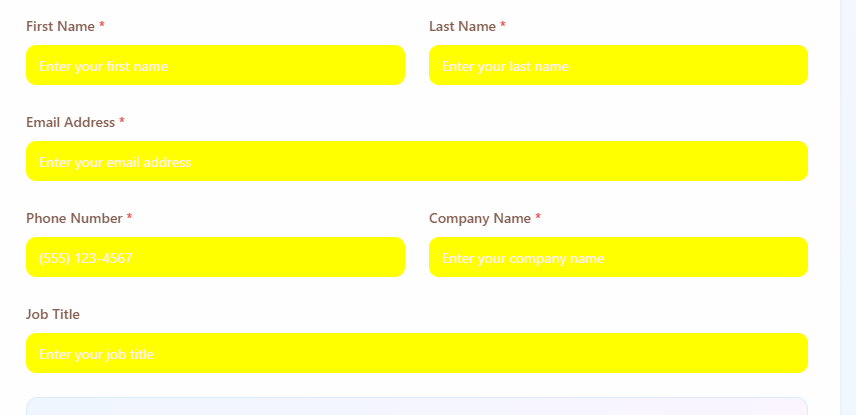 First Name *
Last Name *
Enter your first name
Enter your last name
Email Address *
Enter your email address
Phone Number *
Company Name *
(555) 123-4567
Enter your company name
Job Title
Enter your job title